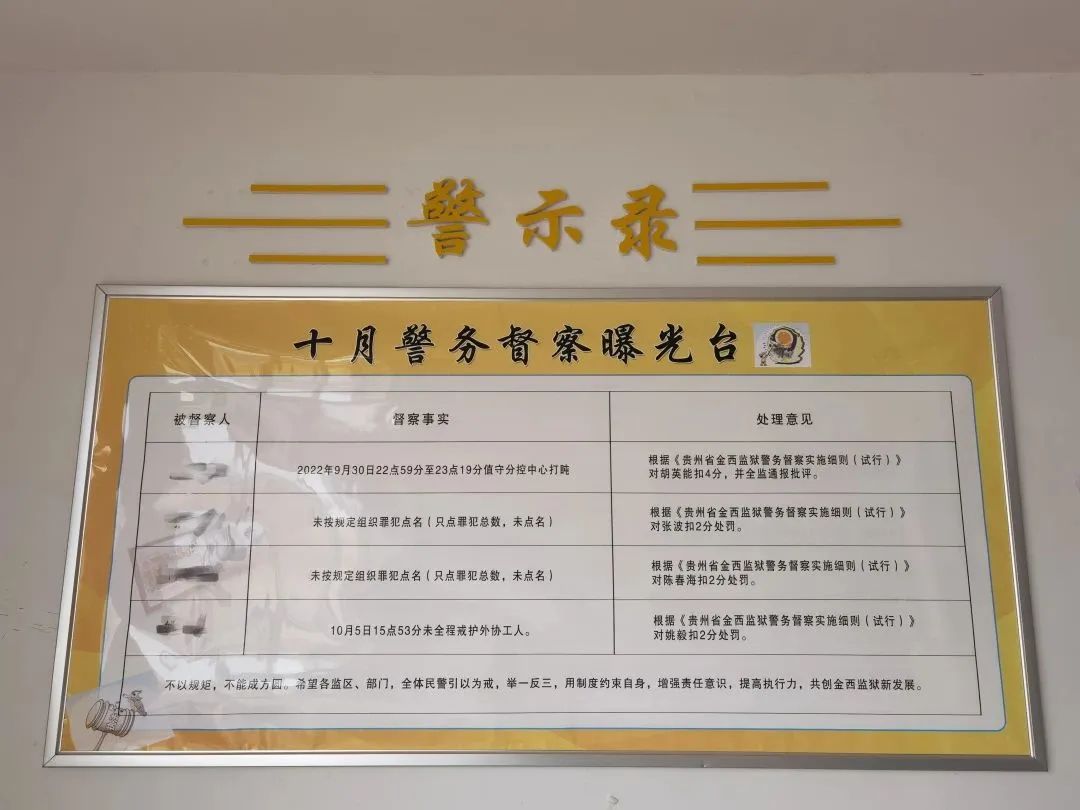 警示录
十月警务督察曝光台
被督察人 督察事实 处理意见
2022年9月30日22点59分至23点19分值守分控中心打盹
根据《贵州省金西监狱警务督察实施细则（试行）》
对胡英能扣4分，并全监通报批评。
未按规定组织罪犯点名（只点罪犯总数，未点名）
根据《贵州省金西监狱警务督察实施细则（试行）》
对张波扣2分处罚。
未按规定组织罪犯点名（只点罪犯总数，未点名）
根据《贵州省金西监狱警务督察实施细则（试行）》
对陈春海扣2分处罚。
10月5日15点53分未全程戒护外协工人。
根据《贵州省金西监狱警务督察实施细则（试行）》
对姚毅扣2分处罚。
不以规矩，不能成方圆。希望各监区、部门，全体民警引以为戒，举一反三，用制度约束自身，增强责任意识，提高执行力，共创金西监狱新发展。